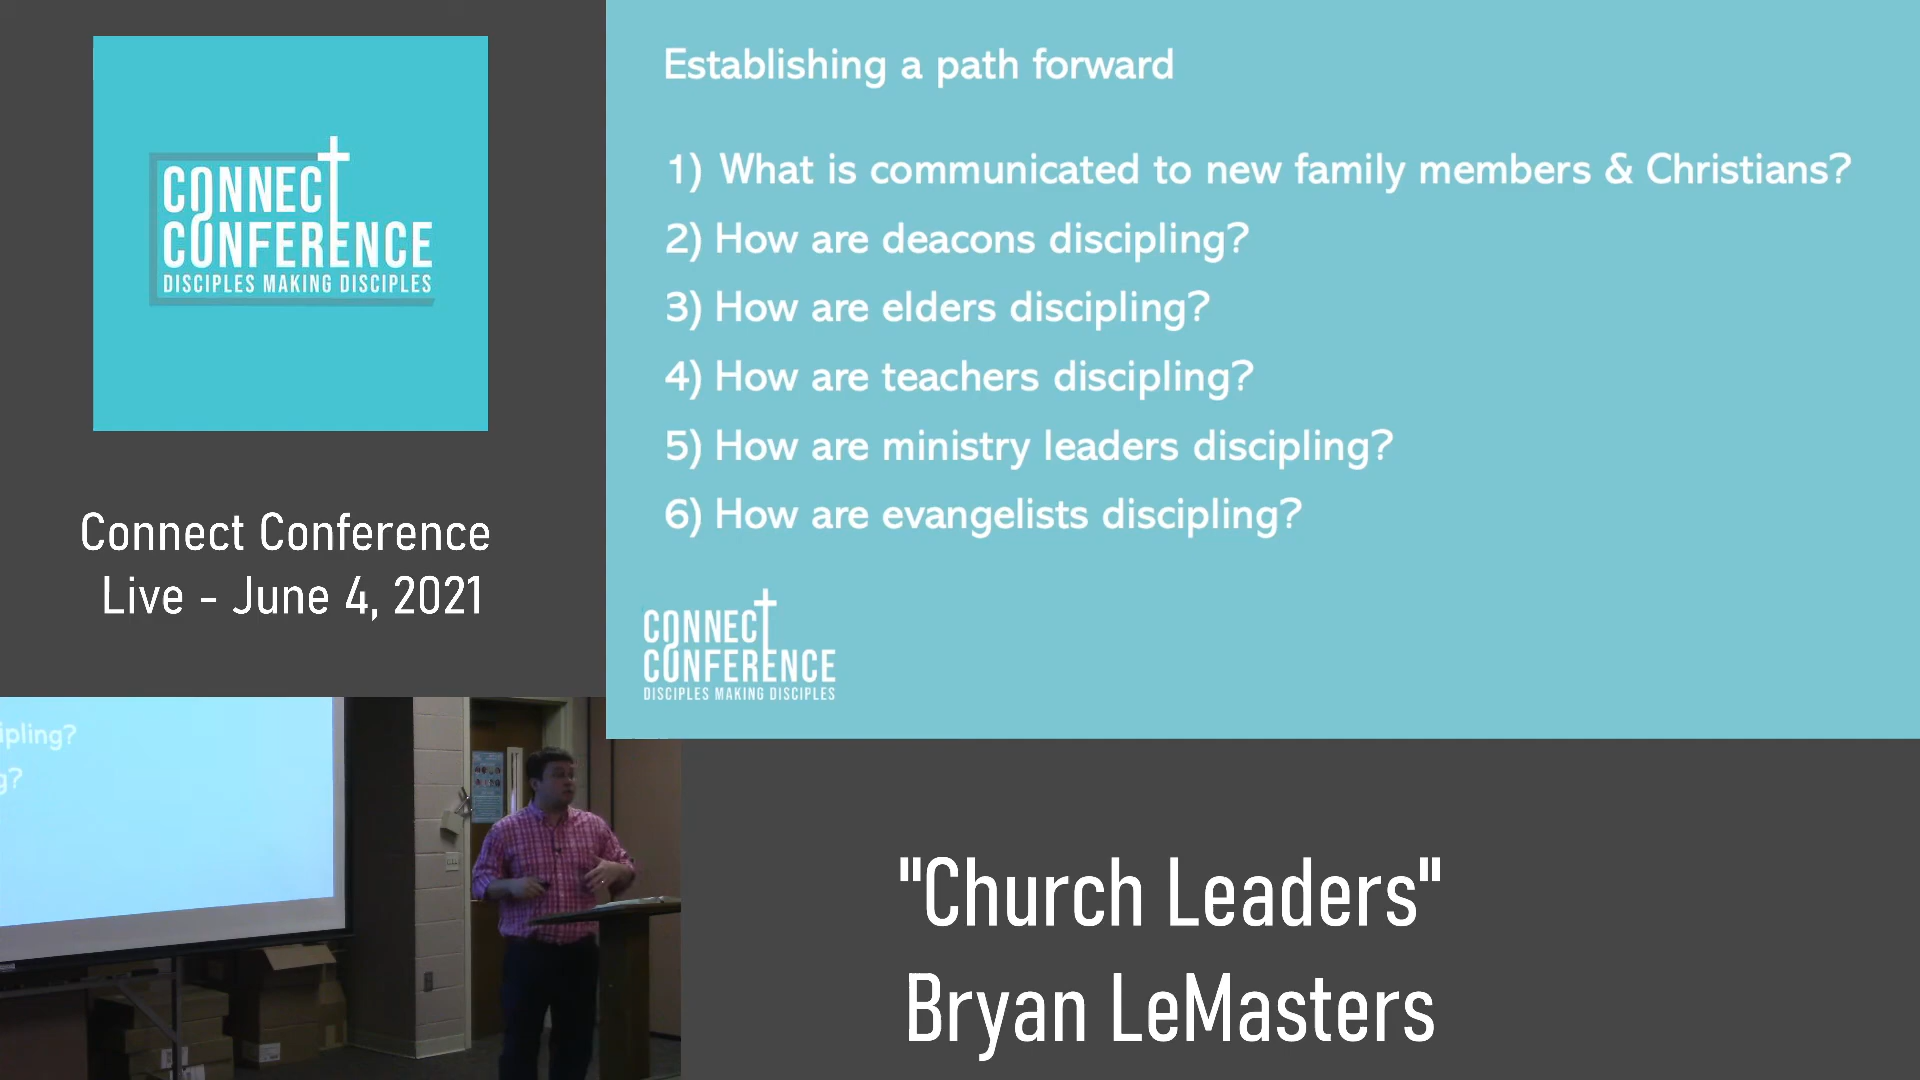 CONNECT
CONFERENCE
DISCIPLES MAKING DISCIPLES
Connect Conference
Live - June 4, 2021
Establishing a path forward
1) What is communicated to new family members & Christians?
2) How are deacons discipling?
3) How are elders discipling?
4) How are teachers discipling?
5) How are ministry leaders discipling?
6) How are evangelists discipling?
CONNECT
CONFERENCE
DISCIPLES MAKING DISCIPLES
ipling?
g?
"Church Leaders"
Bryan LeMasters